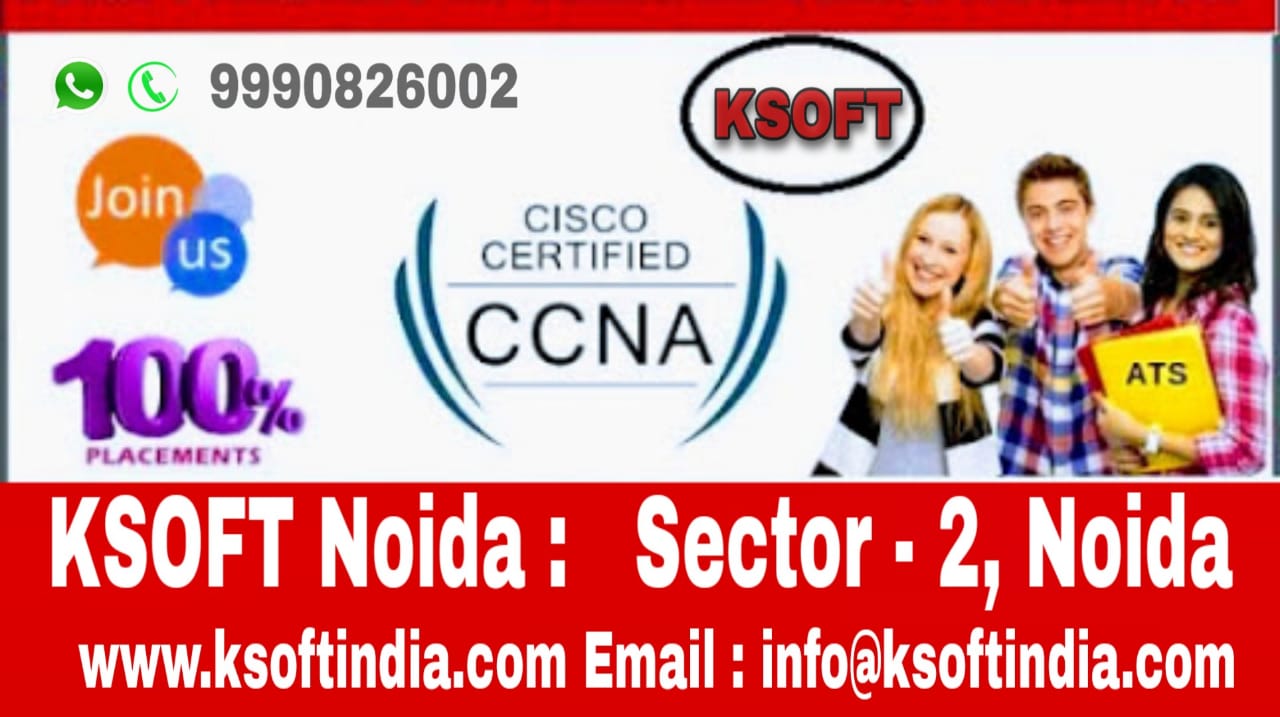 9990826002
KSOFT
Join
us
CISCO
CERTIFIED
CCNA
100%
PLACEMENTS
ATS
KSOFT Noida : Sector - 2, Noida
www.ksoftindia.com Email : info@ksoftindia.com